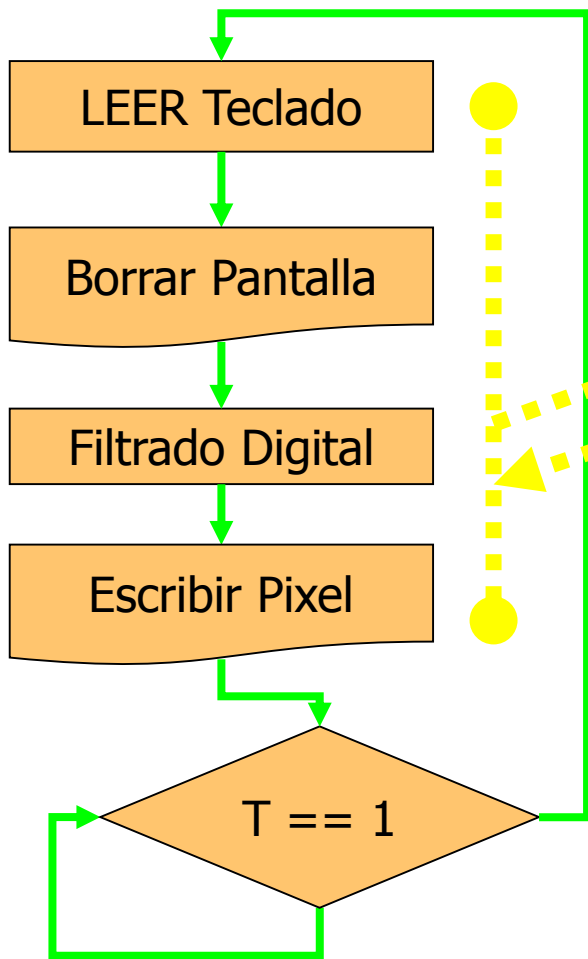 LEER Teclado
Borrar Pantalla
Filtrado Digital
Escribir Pixel
T == 1